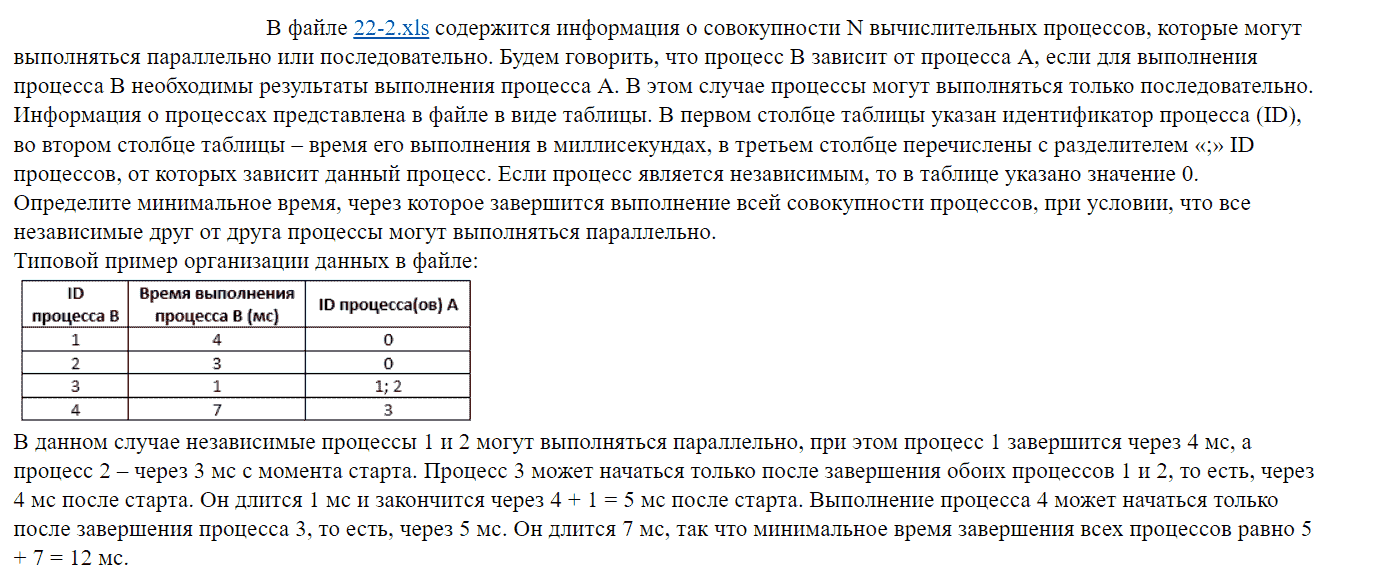 В файле 22-2.xls содержится информация о совокупности N вычислительных процессов, которые могут
выполняться параллельно или последовательно. Будем говорить, что процесс B зависит от процесса A, если для выполнения
процесса B необходимы результаты выполнения процесса A. В этом случае процессы могут выполняться только последовательно.
Информация о процессах представлена в файле в виде таблицы. В первом столбце таблицы указан идентификатор процесса (ID),
во втором столбце таблицы – время его выполнения в миллисекундах, в третьем столбце перечислены с разделителем «;» ID
процессов, от которых зависит данный процесс. Если процесс является независимым, то в таблице указано значение 0.
Определите минимальное время, через которое завершится выполнение всей совокупности процессов, при условии, что все
независимые друг от друга процессы могут выполняться параллельно.
Типовой пример организации данных в файле:
ID процесса B | Время выполнения процесса B (мс) | ID процесса(ов) A
1 | 4 | 0
2 | 3 | 0
3 | 1 | 1; 2
4 | 7 | 3
В данном случае независимые процессы 1 и 2 могут выполняться параллельно, при этом процесс 1 завершится через 4 мс, а
процесс 2 – через 3 мс с момента старта. Процесс 3 может начаться только после завершения обоих процессов 1 и 2, то есть, через
4 мс после старта. Он длится 1 мс и закончится через 4 + 1 = 5 мс после старта. Выполнение процесса 4 может начаться только
после завершения процесса 3, то есть, через 5 мс. Он длится 7 мс, так что минимальное время завершения всех процессов равно 5
+ 7 = 12 мс.